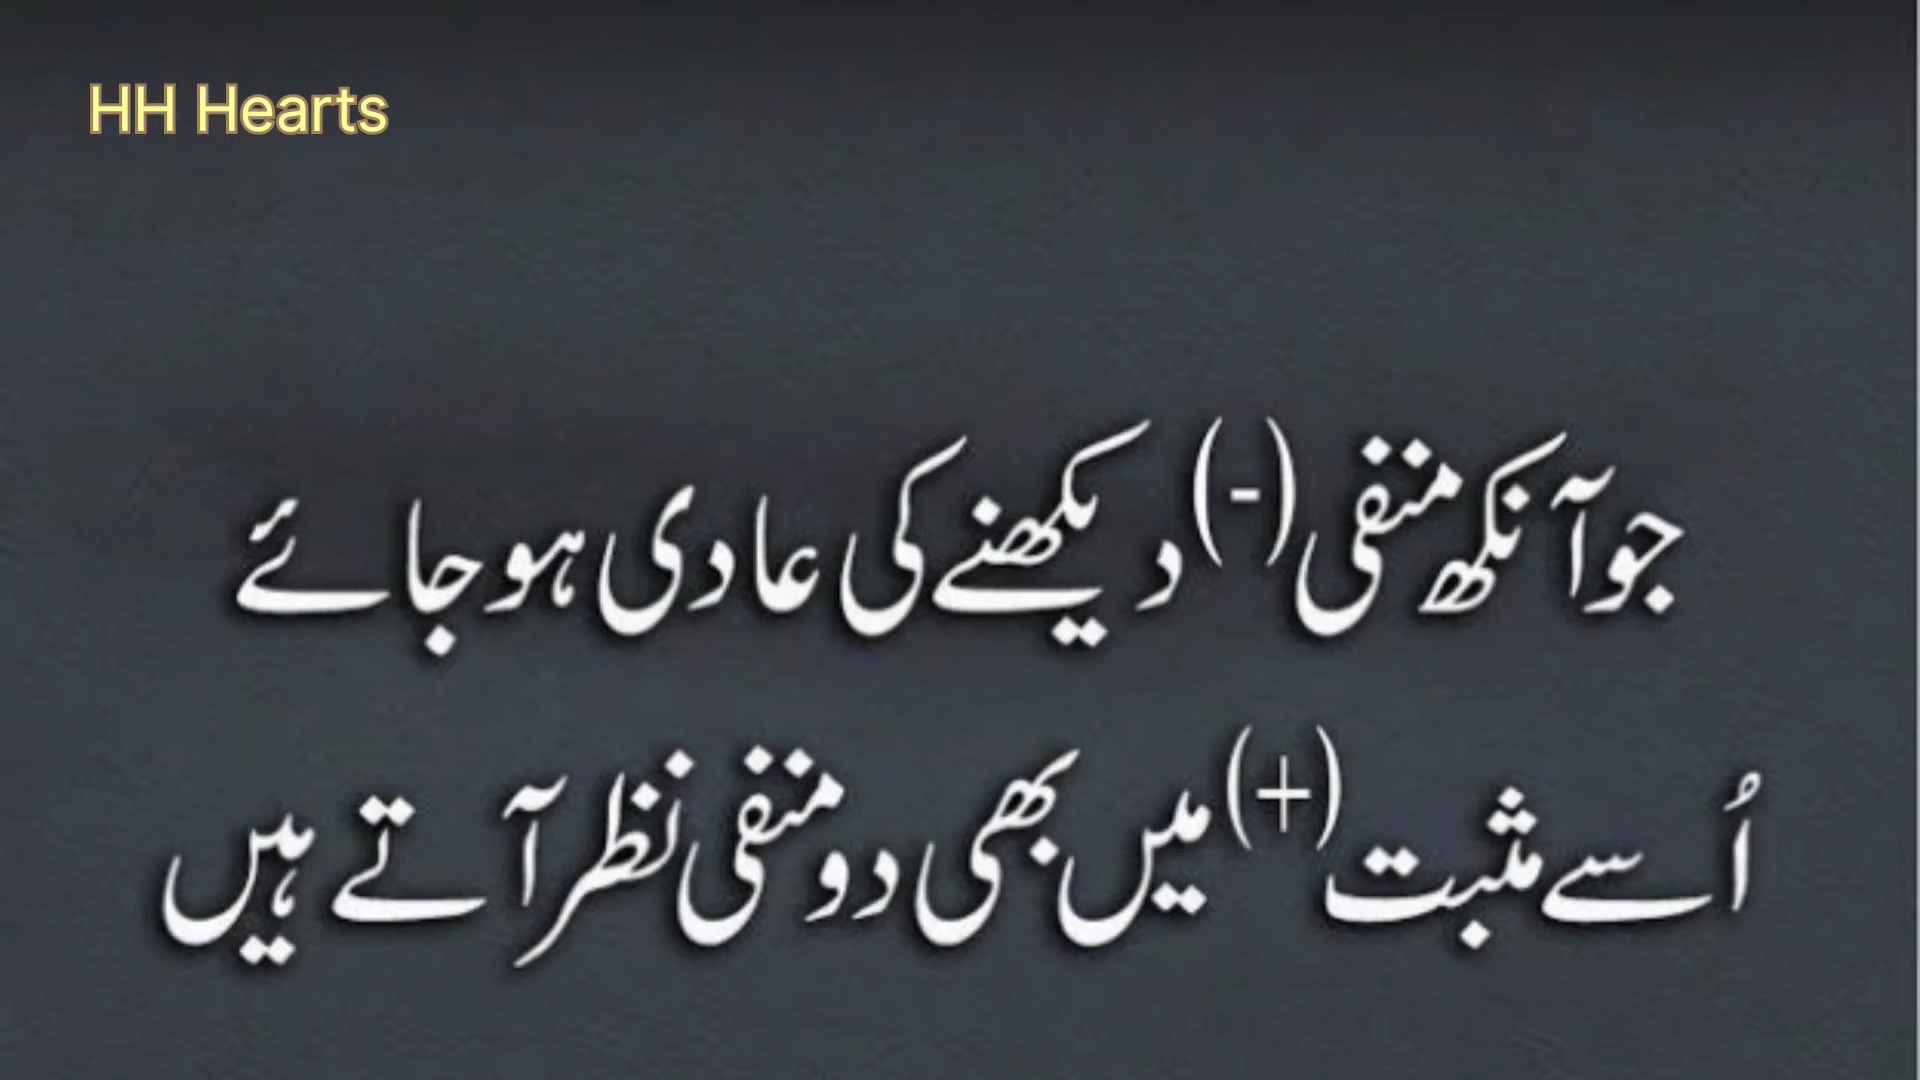 HH Hearts
جو آنکھ منفی (-) دیکھنے کی عادی ہو جائے
اُسے مثبت (+) میں بھی دو منفی نظر آتے ہیں